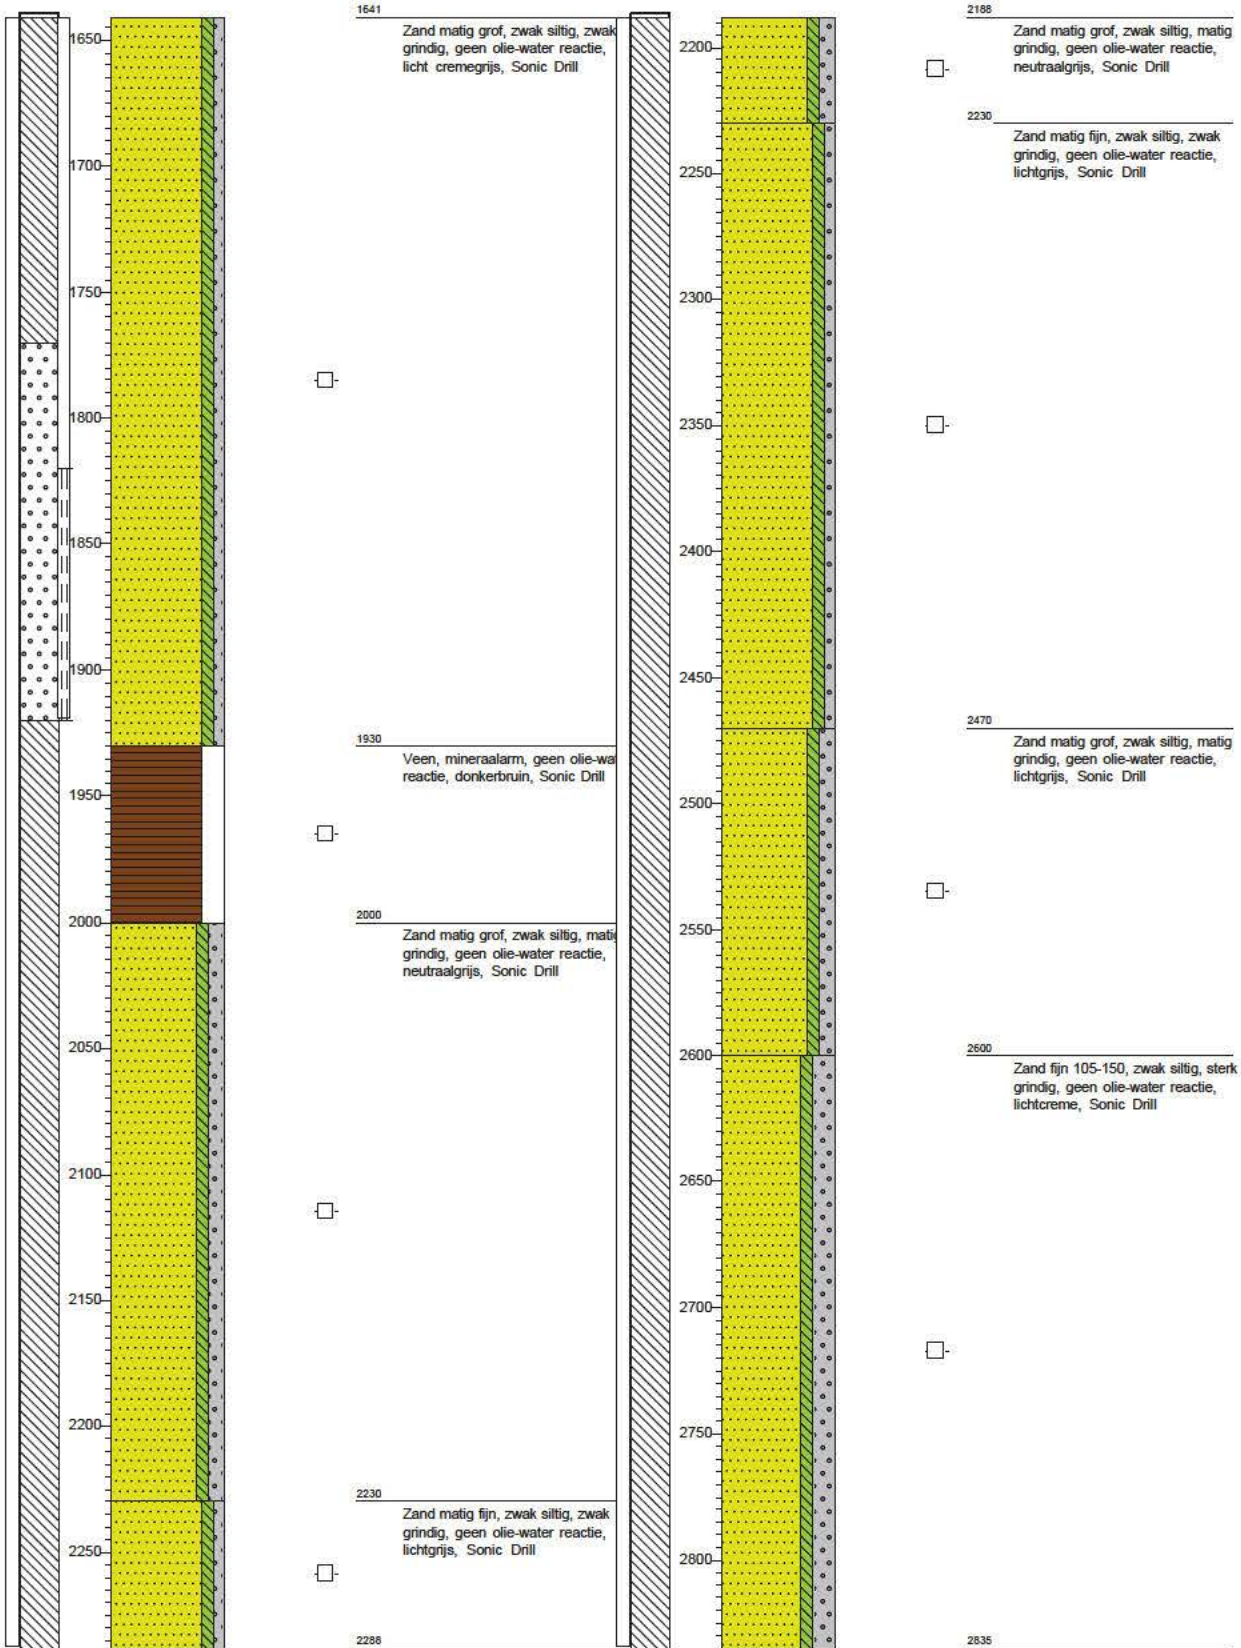 1641
Zand matig grof, zwak siltig, zwak
grindig, geen olie-water reactie,
licht cremegrijs, Sonic Drill
1650
1700
1750
1800
1850
1900
1930
Veen, mineraalarm, geen olie-wat
reactie, donkerbruin, Sonic Drill
1950
2000
2000
Zand matig grof, zwak siltig, matig
grindig, geen olie-water reactie,
neutraalgrijs, Sonic Drill
2050
2100
2150
2200
2230
Zand matig fijn, zwak siltig, zwak
grindig, geen olie-water reactie,
lichtgrijs, Sonic Drill
2250
2288
2188
Zand matig grof, zwak siltig, matig
grindig, geen olie-water reactie,
neutraalgrijs, Sonic Drill
2200
2230
Zand matig fijn, zwak siltig, zwak
grindig, geen olie-water reactie,
lichtgrijs, Sonic Drill
2250
2300
2350
2400
2450
2470
Zand matig grof, zwak siltig, matig
grindig, geen olie-water reactie,
lichtgrijs, Sonic Drill
2500
2550
2600
2600
Zand fijn 105-150, zwak siltig, sterk
grindig, geen olie-water reactie,
lichtcreme, Sonic Drill
2650
2700
2750
2800
2835